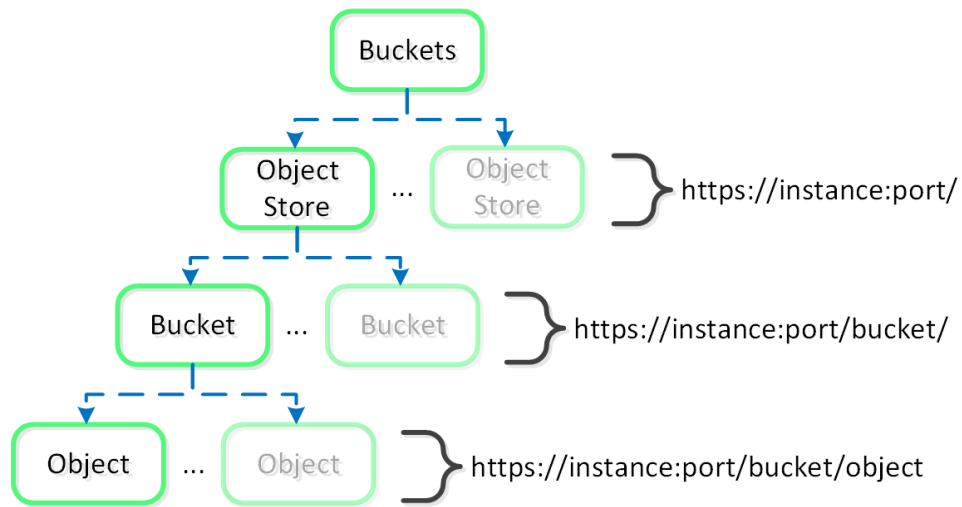 Buckets
Object
Store
...
Object
Store
https://instance:port/
Bucket
...
Bucket
https://instance:port/bucket/
Object
...
Object
https://instance:port/bucket/object